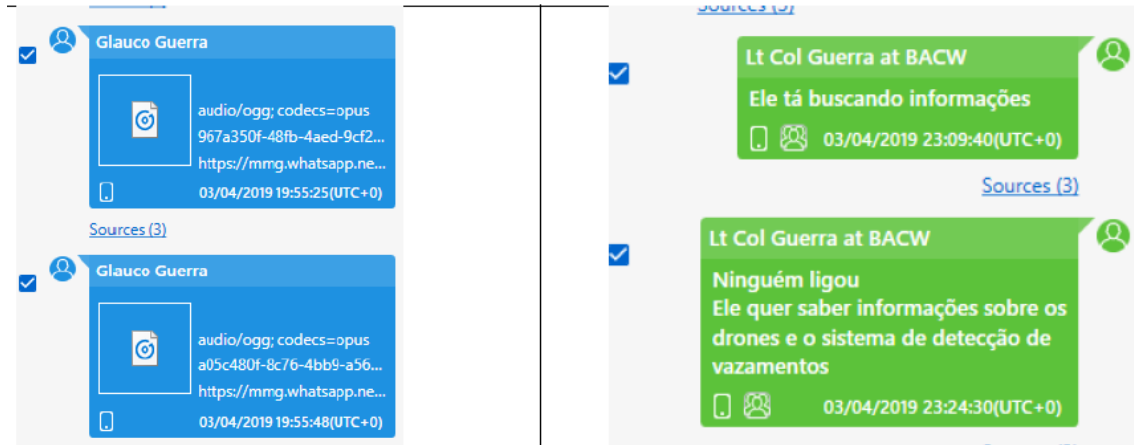 Glauco Guerra
audio/ogg; codecs=opus
967a350f-48fb-4aed-9cf2...
https://mmg.whatsapp.ne...
03/04/2019 19:55:25(UTC+0)
Sources (3)
Glauco Guerra
audio/ogg; codecs=opus
a05c480f-8c76-4bb9-a56...
https://mmg.whatsapp.ne...
03/04/2019 19:55:48(UTC+0)
Sources (3)
Lt Col Guerra at BACW
Ele tá buscando informações
03/04/2019 23:09:40(UTC+0)
Sources (3)
Lt Col Guerra at BACW
Ninguém ligou
Ele quer saber informações sobre os
drones e o sistema de detecção de
vazamentos
03/04/2019 23:24:30(UTC+0)